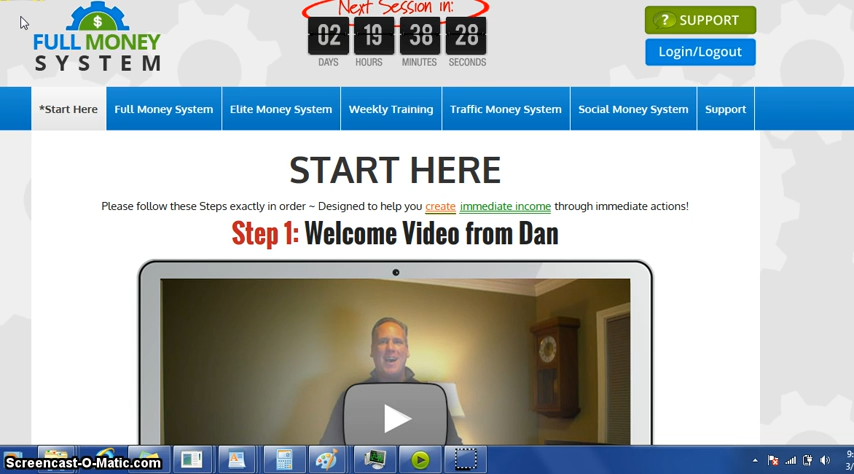 Next Session in:
02 19 38 28
DAYS HOURS MINUTES SECONDS
? SUPPORT
Login/Logout
$
FULL MONEY
SYSTEM
*Start Here Full Money System Elite Money System Weekly Training Traffic Money System Social Money System Support
START HERE
Please follow these Steps exactly in order ~ Designed to help you create immediate income through immediate actions!
Step 1: Welcome Video from Dan
Screencast-O-Matic.com